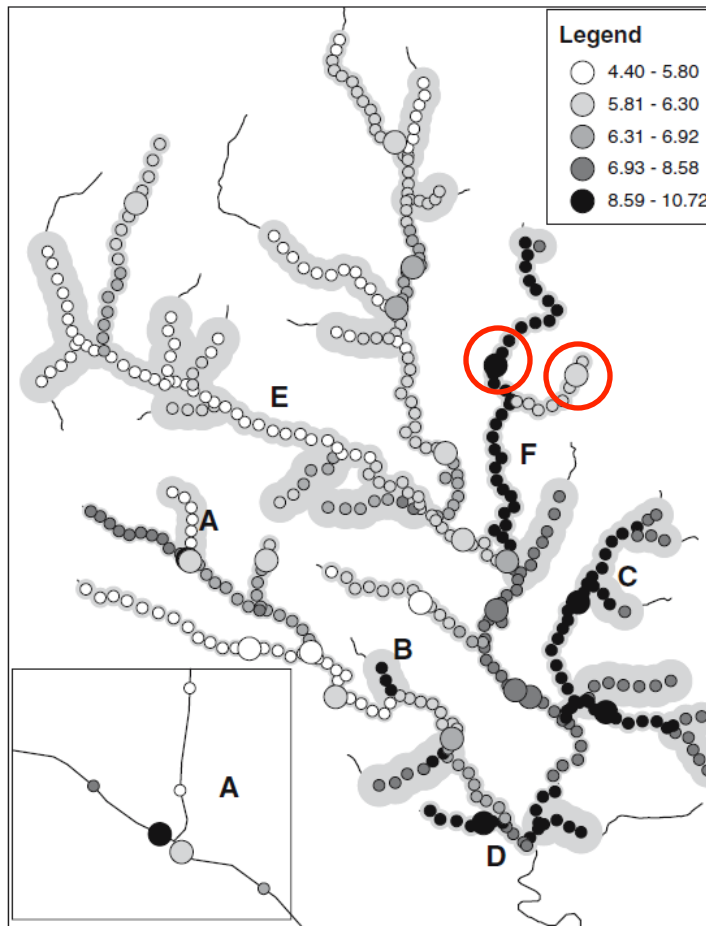 Legend
4.40 - 5.80
5.81 - 6.30
6.31 - 6.92
6.93 - 8.58
8.59 - 10.72
E
F
A
C
B
A
D